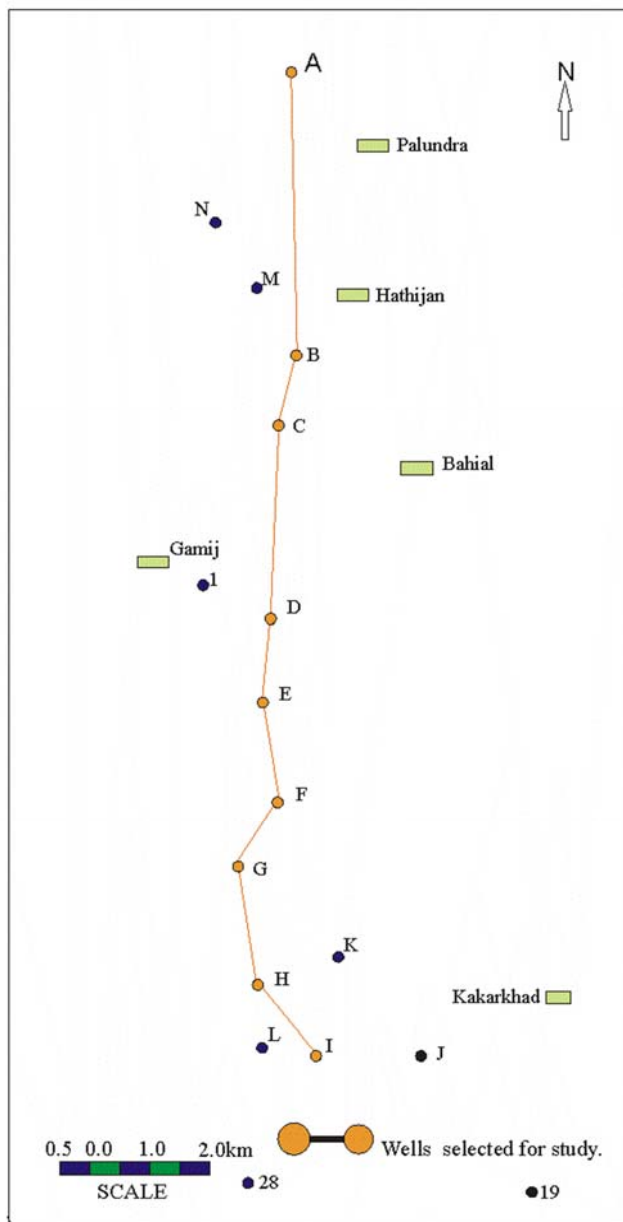 A
N
Palundra
N
M
Hathijan
B
C
Bahial
Gamij
1
D
E
F
G
K
H
Kakarkhad
L
I
J
Wells selected for study.
0.5 0.0 1.0 2.0km
SCALE
28
19